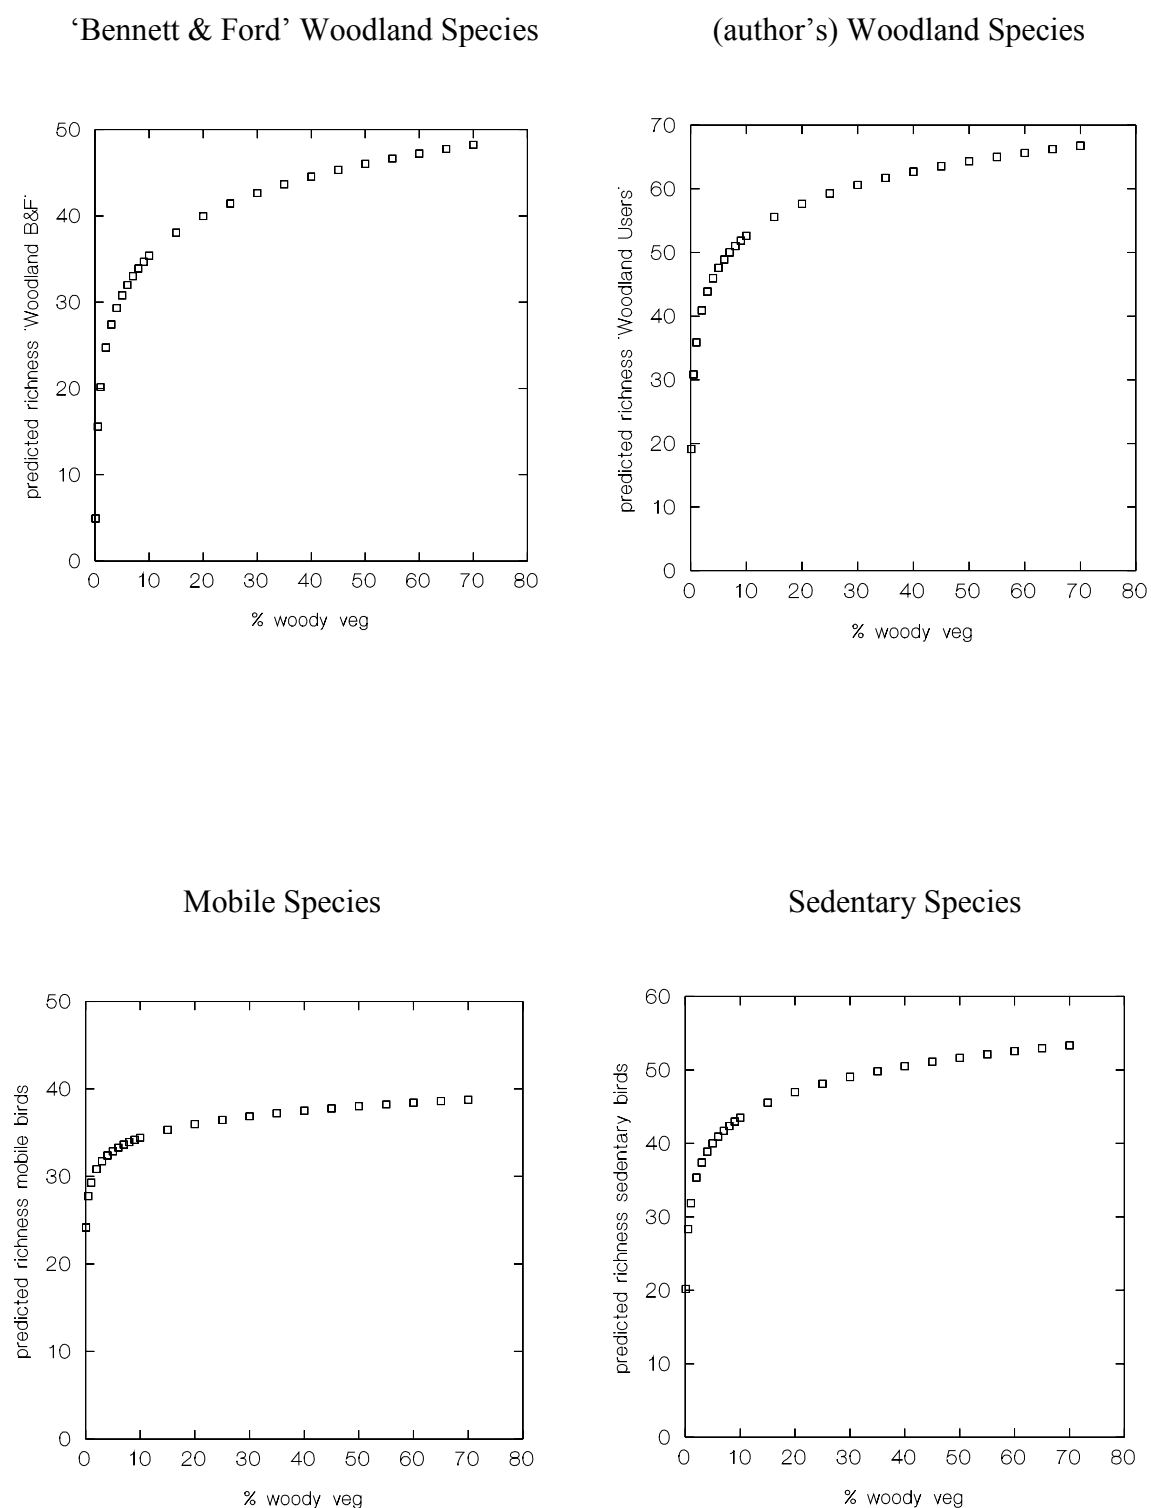 ‘Bennett & Ford’ Woodland Species
50
40
30
20
10
0
predicted richness 'Woodland B&F'
0 10 20 30 40 50 60 70 80
% woody veg
(author’s) Woodland Species
70
60
50
40
30
20
10
0
predicted richness 'Woodland Users'
0 10 20 30 40 50 60 70 80
% woody veg
Mobile Species
50
40
30
20
10
0
predicted richness mobile birds
0 10 20 30 40 50 60 70 80
% woody veg
Sedentary Species
60
50
40
30
20
10
0
predicted richness sedentary birds
0 10 20 30 40 50 60 70 80
% woody veg